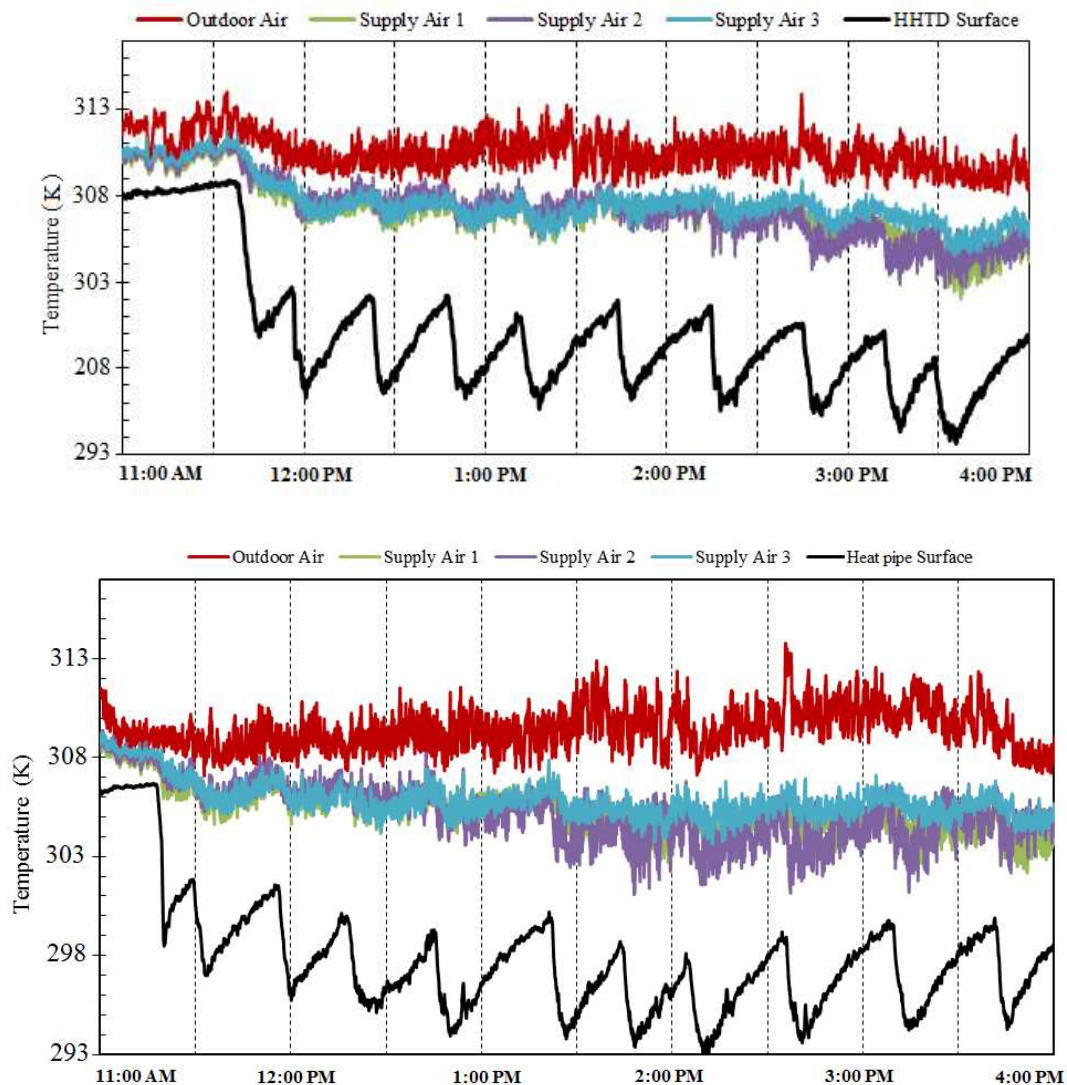 Outdoor Air Supply Air 1 Supply Air 2 Supply Air 3 HHTD Surface
Temperature (K)
313
308
303
208
293
11:00 AM 12:00 PM 1:00 PM 2:00 PM 3:00 PM 4:00 PM
Outdoor Air Supply Air 1 Supply Air 2 Supply Air 3 Heat pipe Surface
Temperature (K)
313
308
303
298
293
11:00 AM 12:00 PM 1:00 PM 2:00 PM 3:00 PM 4:00 PM